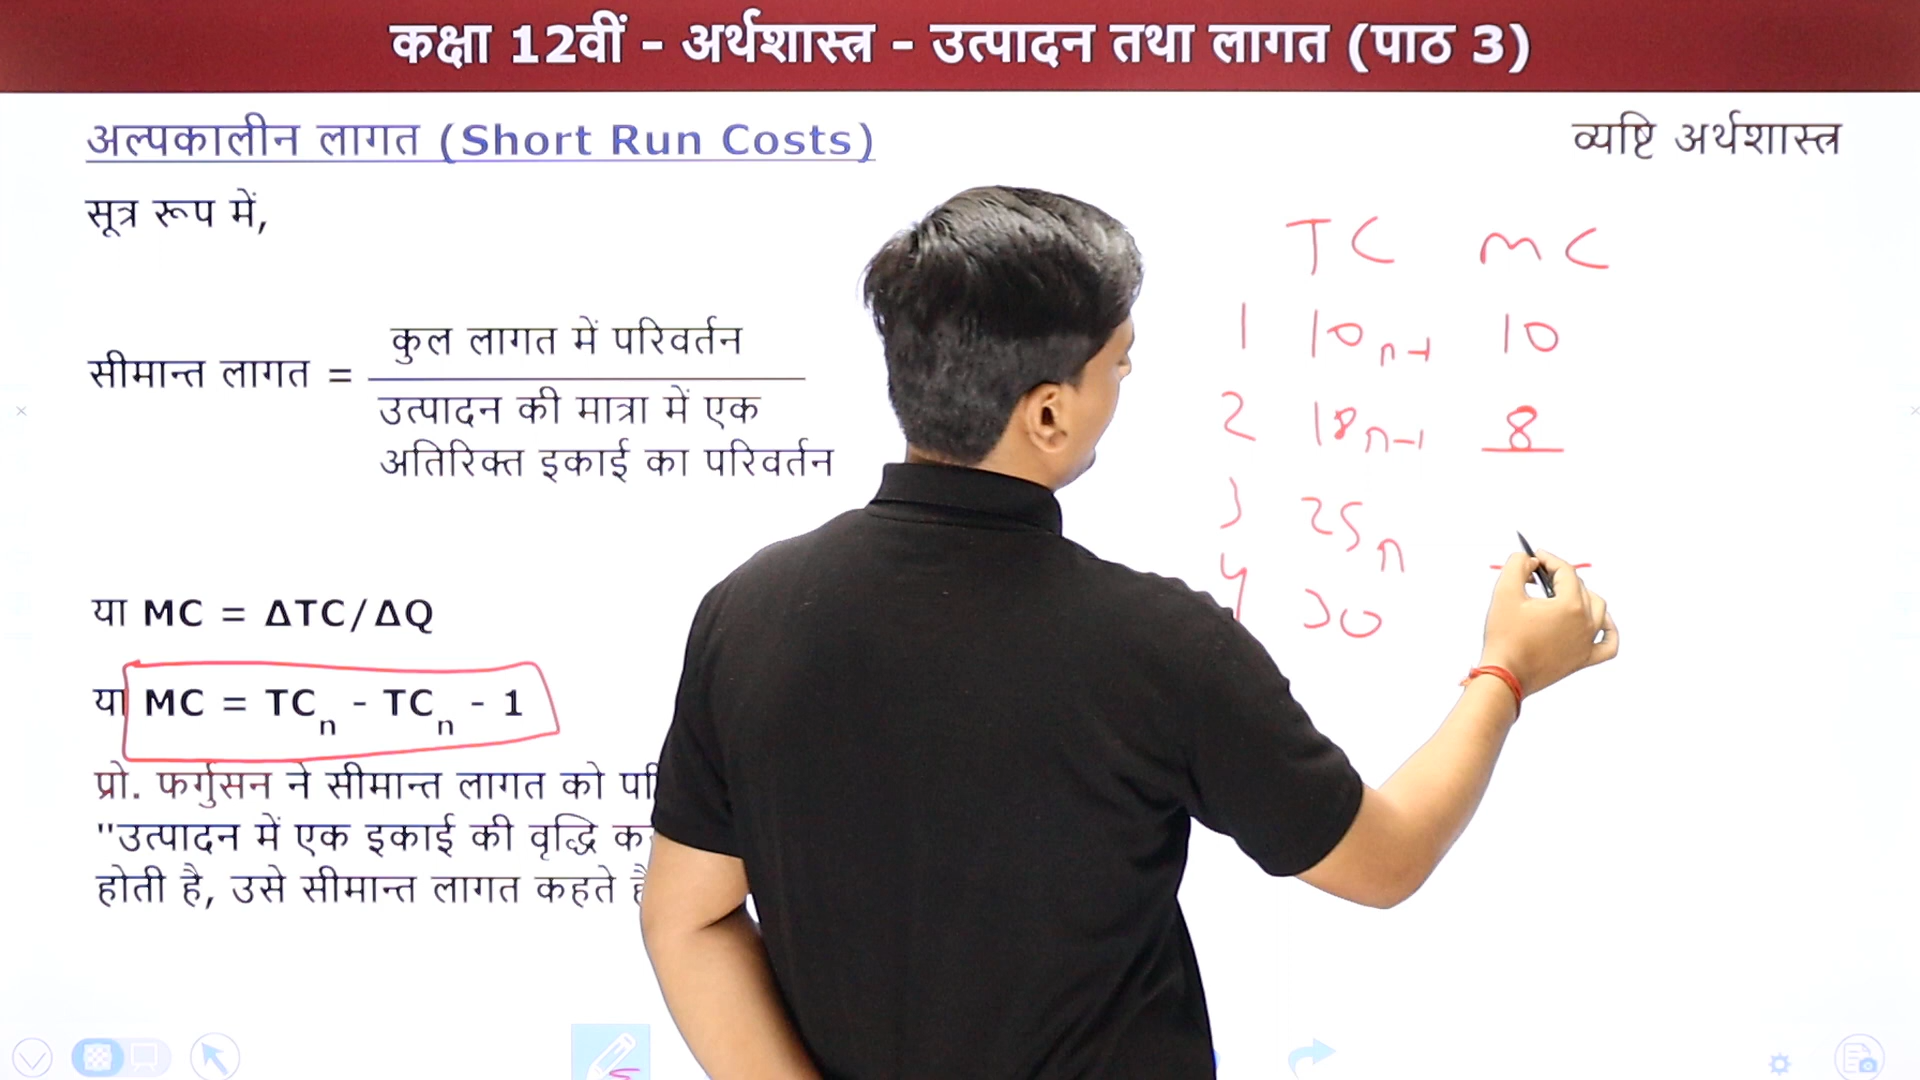 कक्षा 12वीं - अर्थशास्त्र - उत्पादन तथा लागत (पाठ 3)
अल्पकालीन लागत (Short Run Costs)
व्यष्टि अर्थशास्त्र
सूत्र रूप में,
सीमान्त लागत = कुल लागत में परिवर्तन
उत्पादन की मात्रा में एक
अतिरिक्त इकाई का परिवर्तन
या MC = ΔTC/ΔQ
या MC = TCn - TCn - 1
प्रो. फर्गुसन ने सीमान्त लागत को
"उत्पादन में एक इकाई की वृद्धि
होती है, उसे सीमान्त लागत कहते
TC MC
1 10 n-1 10
2 18 n-1 8
3 25 n
4 30